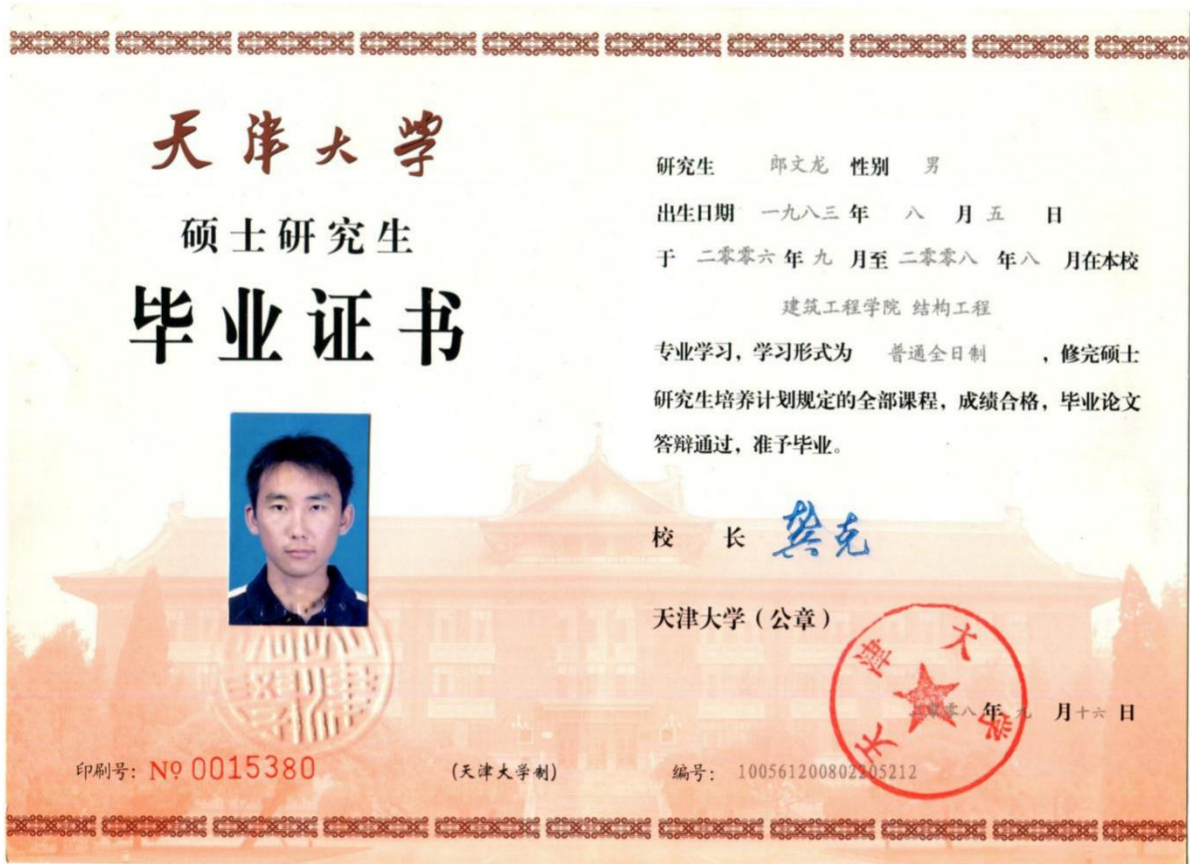 天津大学
硕士研究生
毕业证书
研究生 郎文龙 性别 男
出生日期 一九八三 年 八 月 五 日
于 二零零六 年 九 月至 二零零八 年 八 月在本校
建筑工程学院 结构工程
专业学习，学习形式为 普通全日制 ，修完硕士
研究生培养计划规定的全部课程，成绩合格，毕业论文
答辩通过，准予毕业。
校 长 龚克
天津大学（公章）
天津大学
二零零八 年 九 月 十六 日
印刷号：№ 0015380
（天津大学制）
编号： 100561200802205212